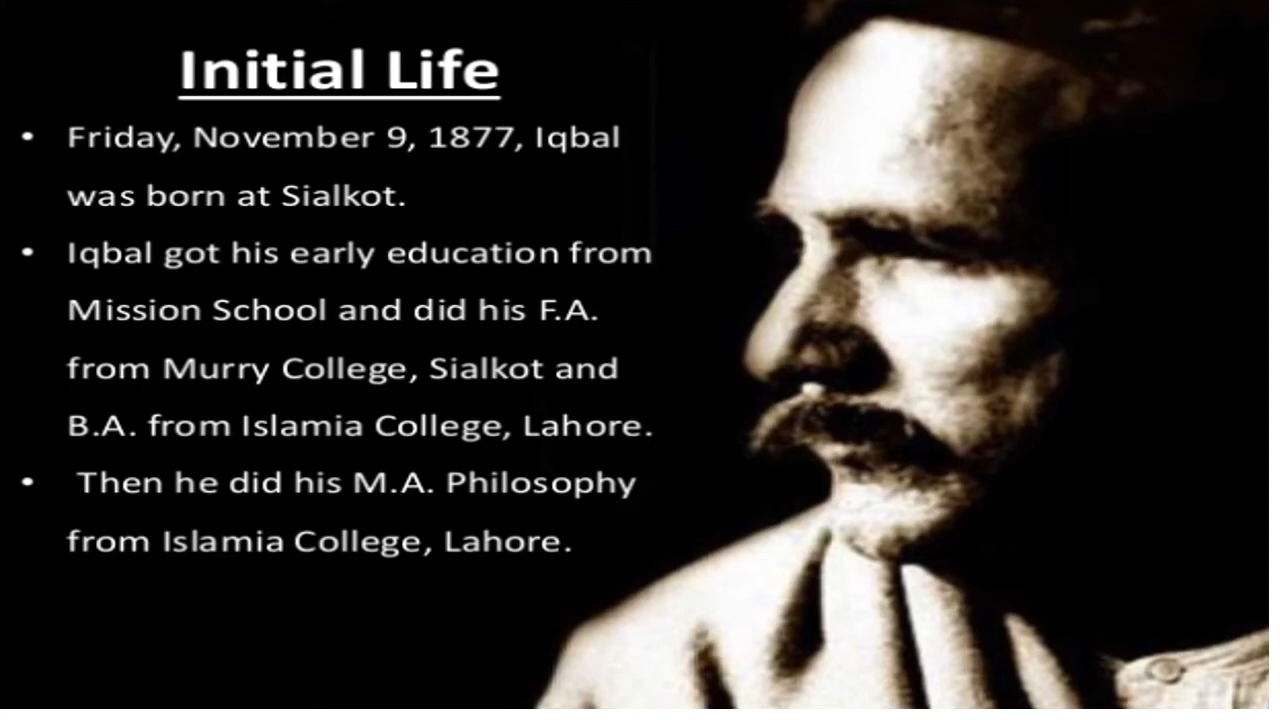 Initial Life
• Friday, November 9, 1877, Iqbal
was born at Sialkot.
• Iqbal got his early education from
Mission School and did his F.A.
from Murry College, Sialkot and
B.A. from Islamia College, Lahore.
• Then he did his M.A. Philosophy
from Islamia College, Lahore.